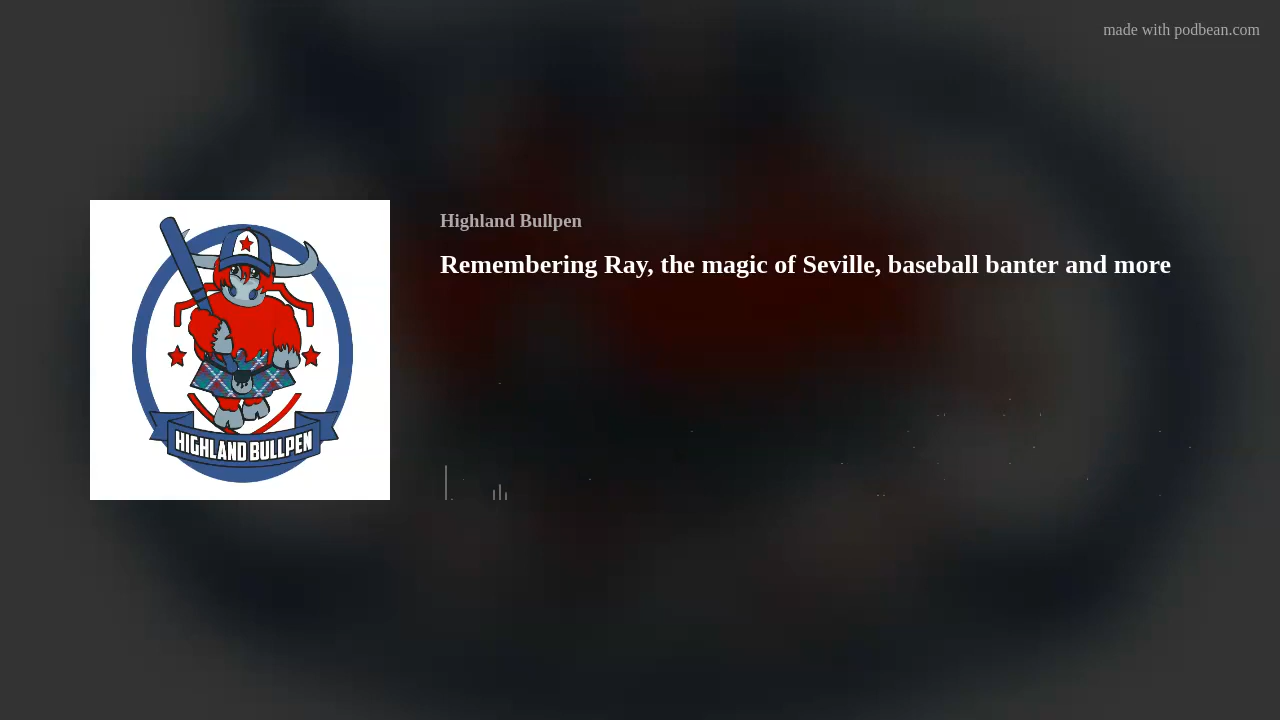 made with podbean.com
Highland Bullpen
Remembering Ray, the magic of Seville, baseball banter and more
HIGHLAND BULLPEN